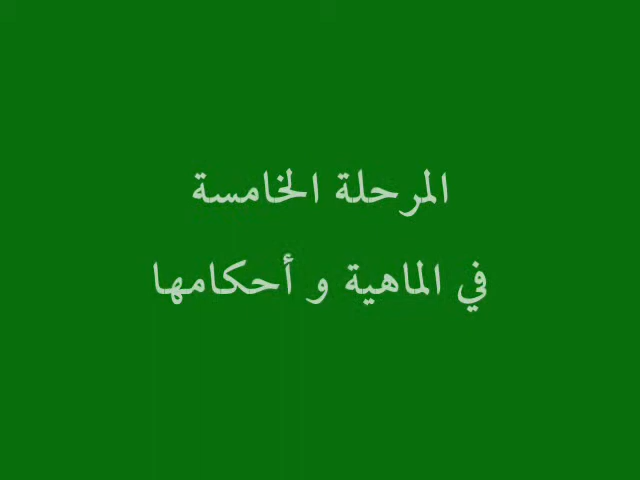 المرحلة الخامسة
في الماهية و أحكامها